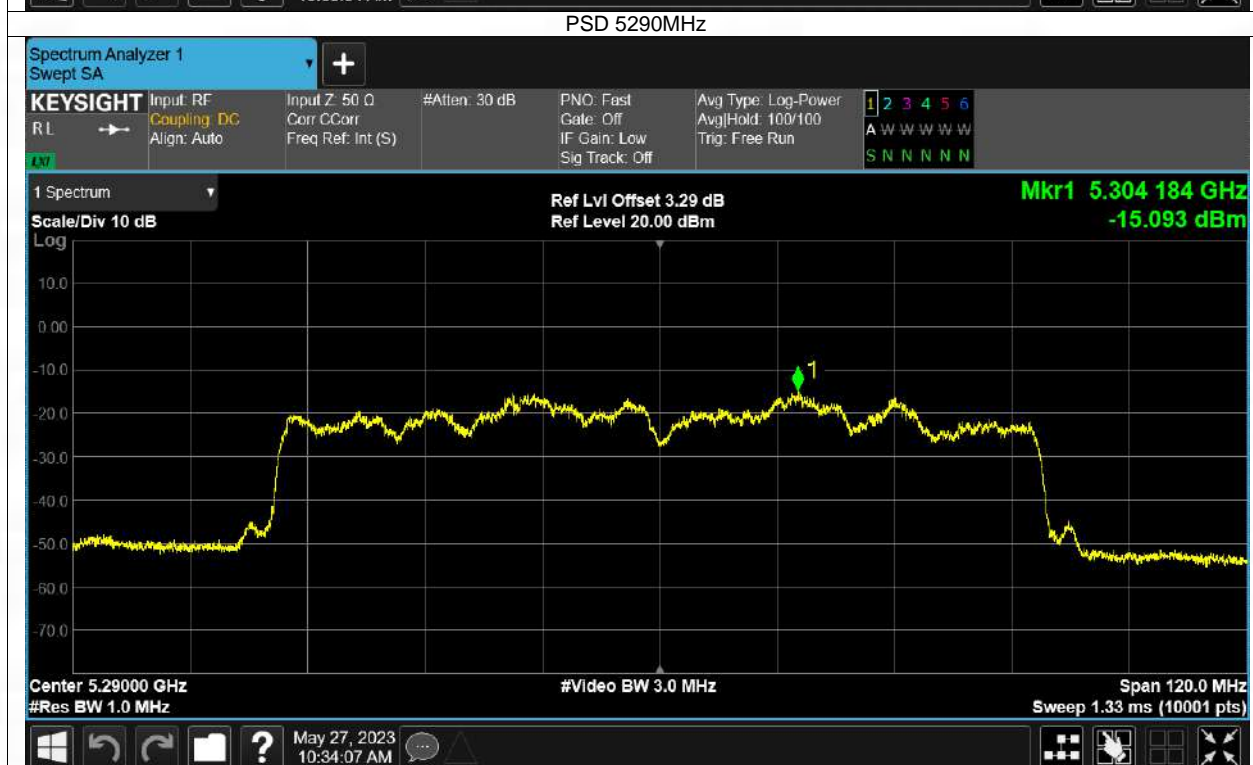 PSD 5290MHz
Spectrum Analyzer 1
Swept SA
+
KEYSIGHT Input: RF Input Z: 50 Ω #Atten: 30 dB PNO: Fast Avg Type: Log-Power 1 2 3 4 5 6
RL Coupling: DC Corr CCorr Gate: Off Avg|Hold: 100/100 A W W W W W
Align: Auto Freq Ref: Int (S) IF Gain: Low Trig: Free Run
LXI Sig Track: Off S N N N N N
1 Spectrum Ref Lvl Offset 3.29 dB Mkr1 5.304 184 GHz
Scale/Div 10 dB Ref Level 20.00 dBm -15.093 dBm
Log
10.0
0.00
-10.0
1
-20.0
-30.0
-40.0
-50.0
-60.0
-70.0
Center 5.29000 GHz #Video BW 3.0 MHz Span 120.0 MHz
#Res BW 1.0 MHz Sweep 1.33 ms (10001 pts)
? May 27, 2023
10:34:07 AM